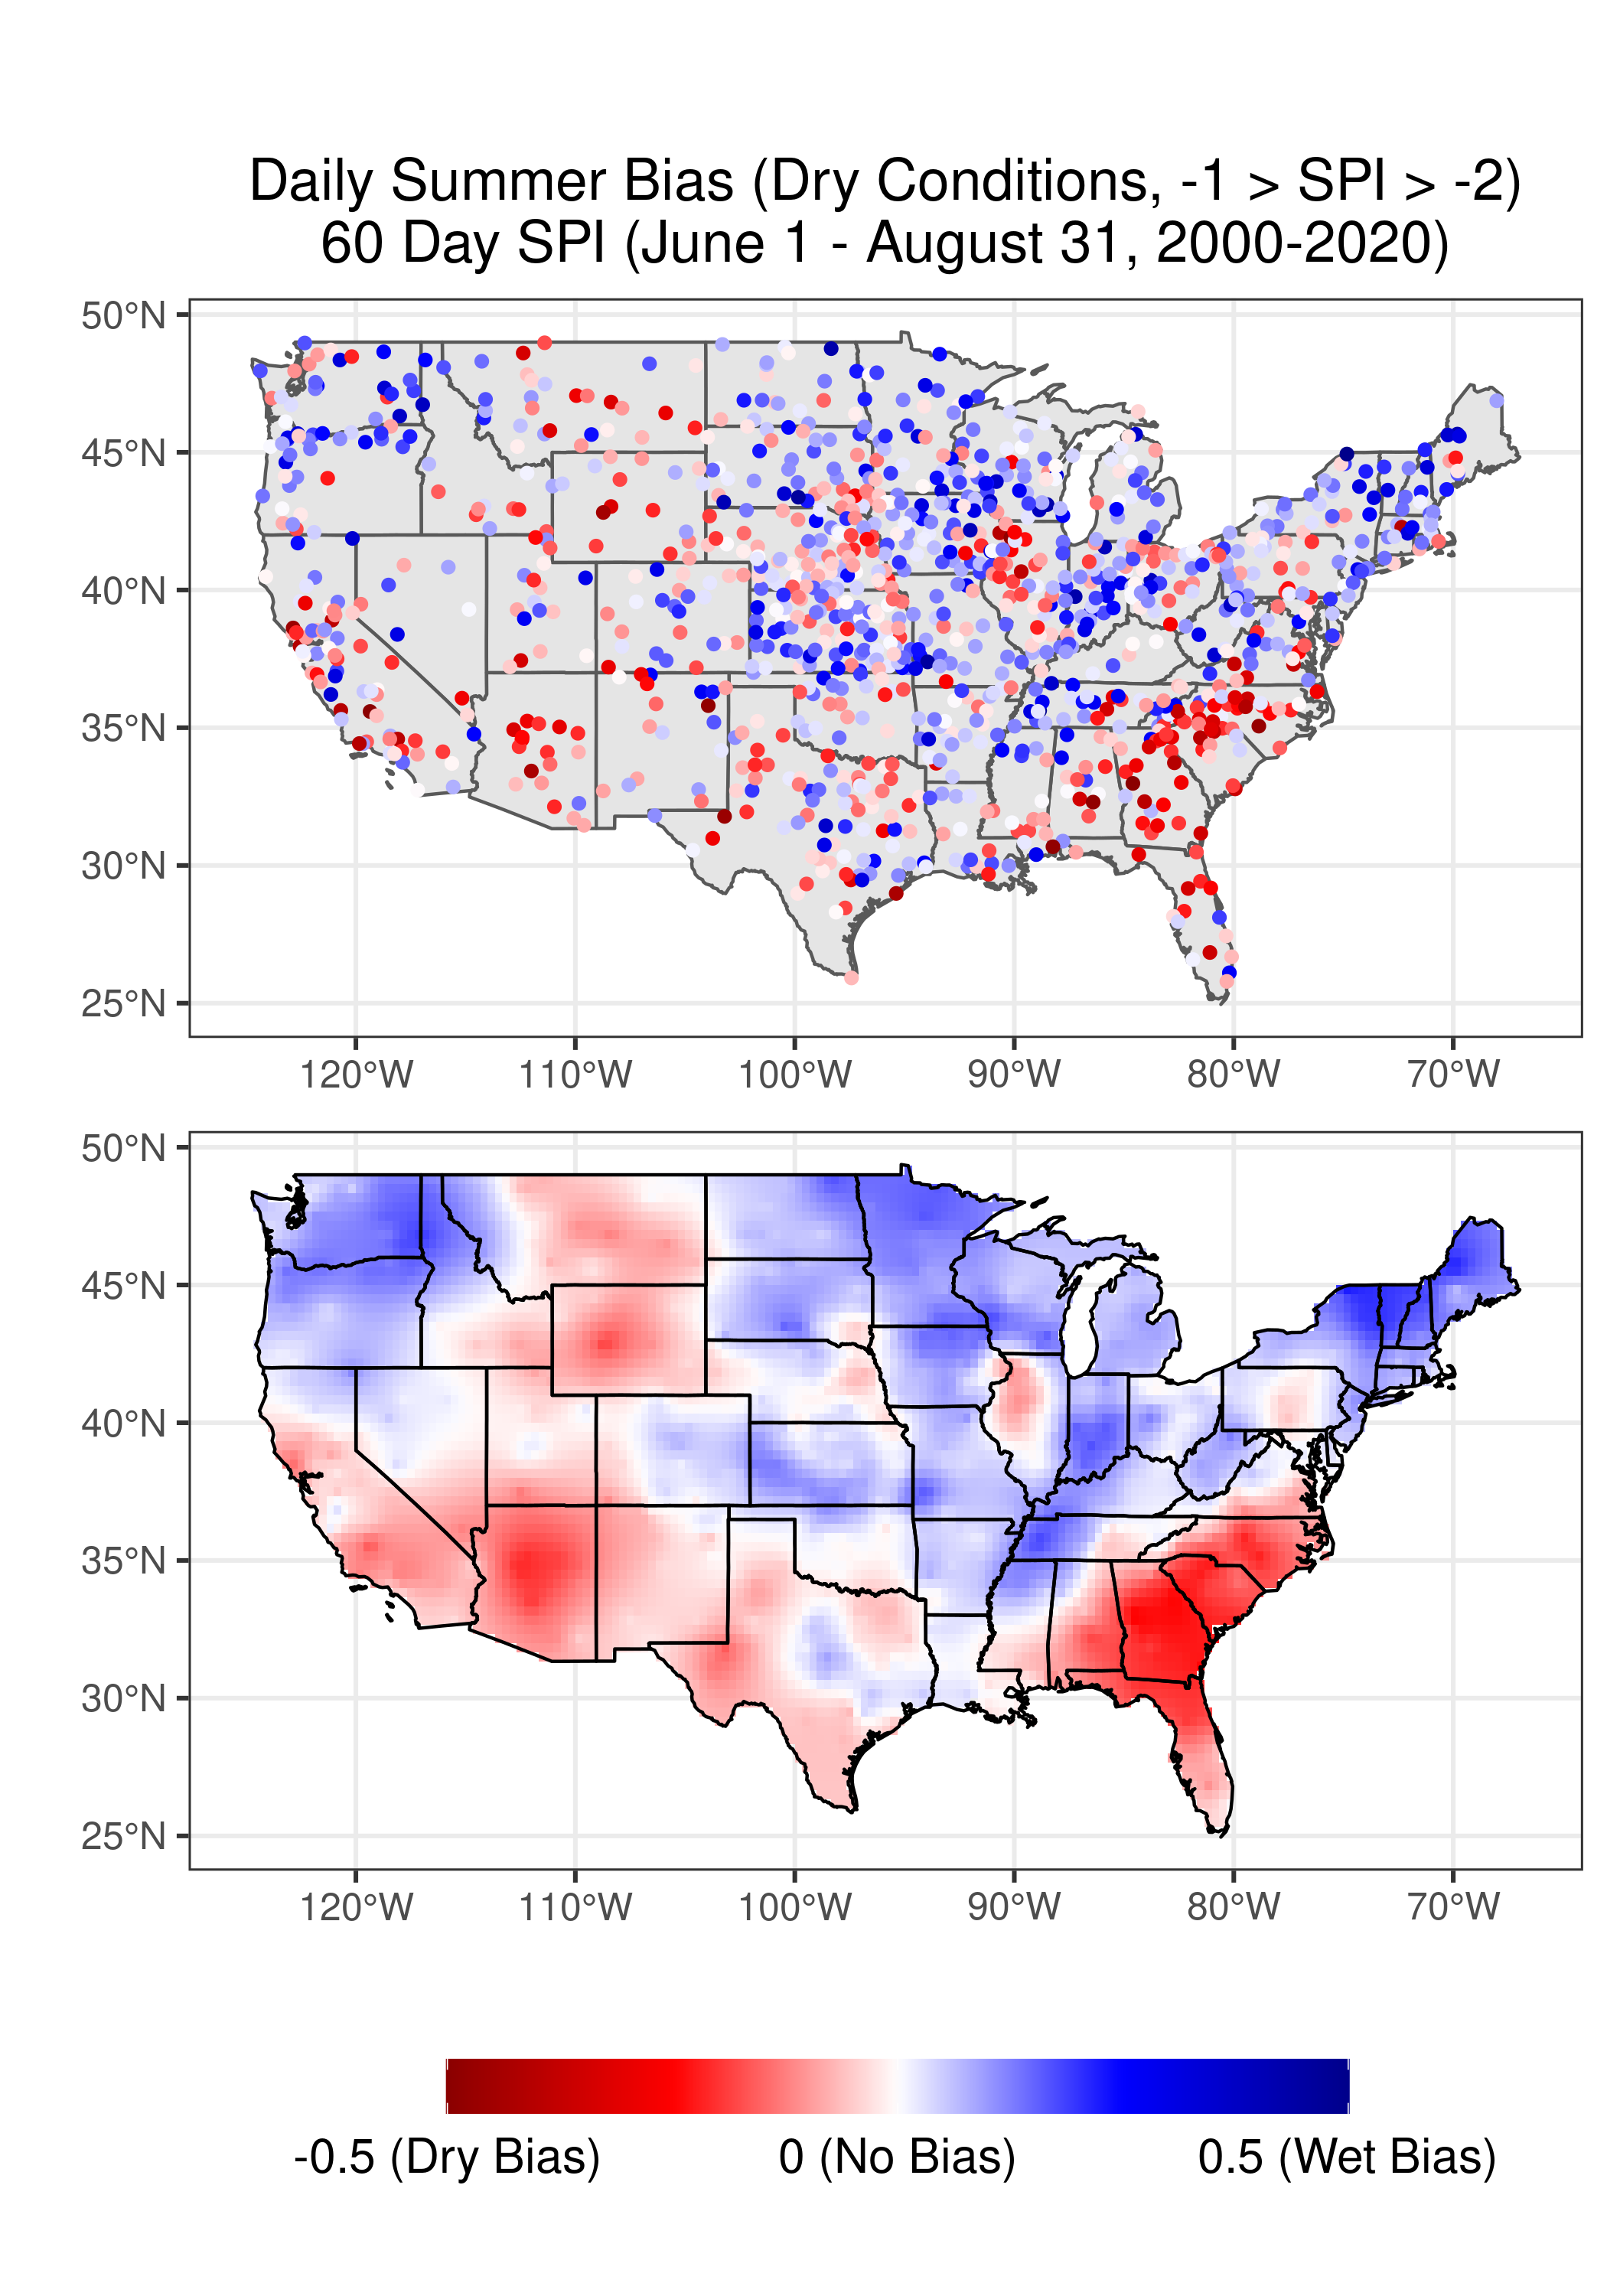 Daily Summer Bias (Dry Conditions, -1 > SPI > -2)
60 Day SPI (June 1 - August 31, 2000-2020)
50°N
45°N
40°N
35°N
30°N
25°N
120°W 110°W 100°W 90°W 80°W 70°W
50°N
45°N
40°N
35°N
30°N
25°N
120°W 110°W 100°W 90°W 80°W 70°W
-0.5 (Dry Bias) 0 (No Bias) 0.5 (Wet Bias)